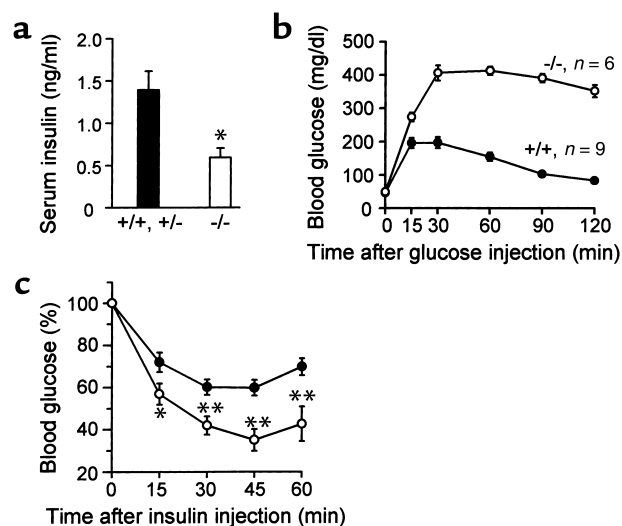 a
Serum insulin (ng/ml)
2.0
1.5
1.0
0.5
0
*
+/+, +/-
-/-
b
Blood glucose (mg/dl)
500
400
300
200
100
0
-/-, n = 6
+/+, n = 9
0 15 30 60 90 120
Time after glucose injection (min)
c
Blood glucose (%)
100
80
60
40
20
*
**
**
**
0 15 30 45 60
Time after insulin injection (min)